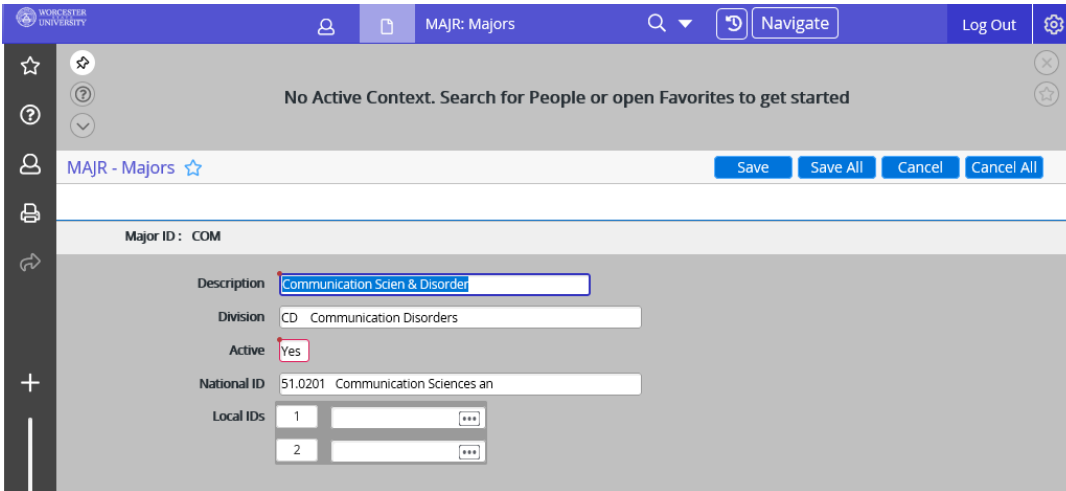 WORCESTER
UNIVERSITY
MAJR: Majors
Navigate
Log Out
No Active Context. Search for People or open Favorites to get started
MAJR - Majors
Save
Save All
Cancel
Cancel All
Major ID : COM
Description Communication Scien & Disorder
Division CD Communication Disorders
Active Yes
National ID 51.0201 Communication Sciences an
Local IDs 1
2